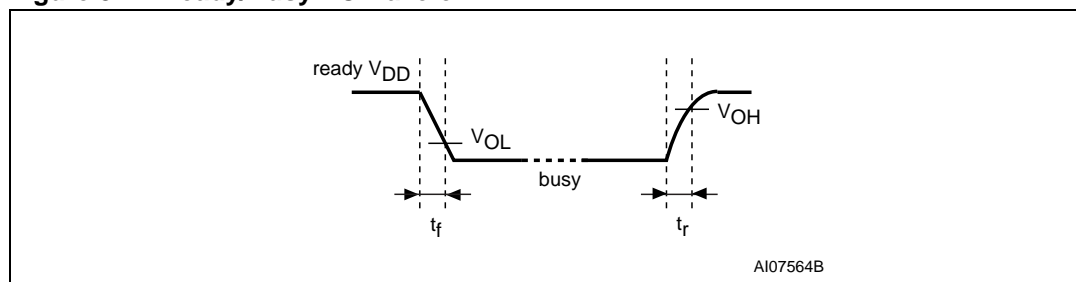 ready VDD
VOL
VOH
busy
tf
tr
AI07564B